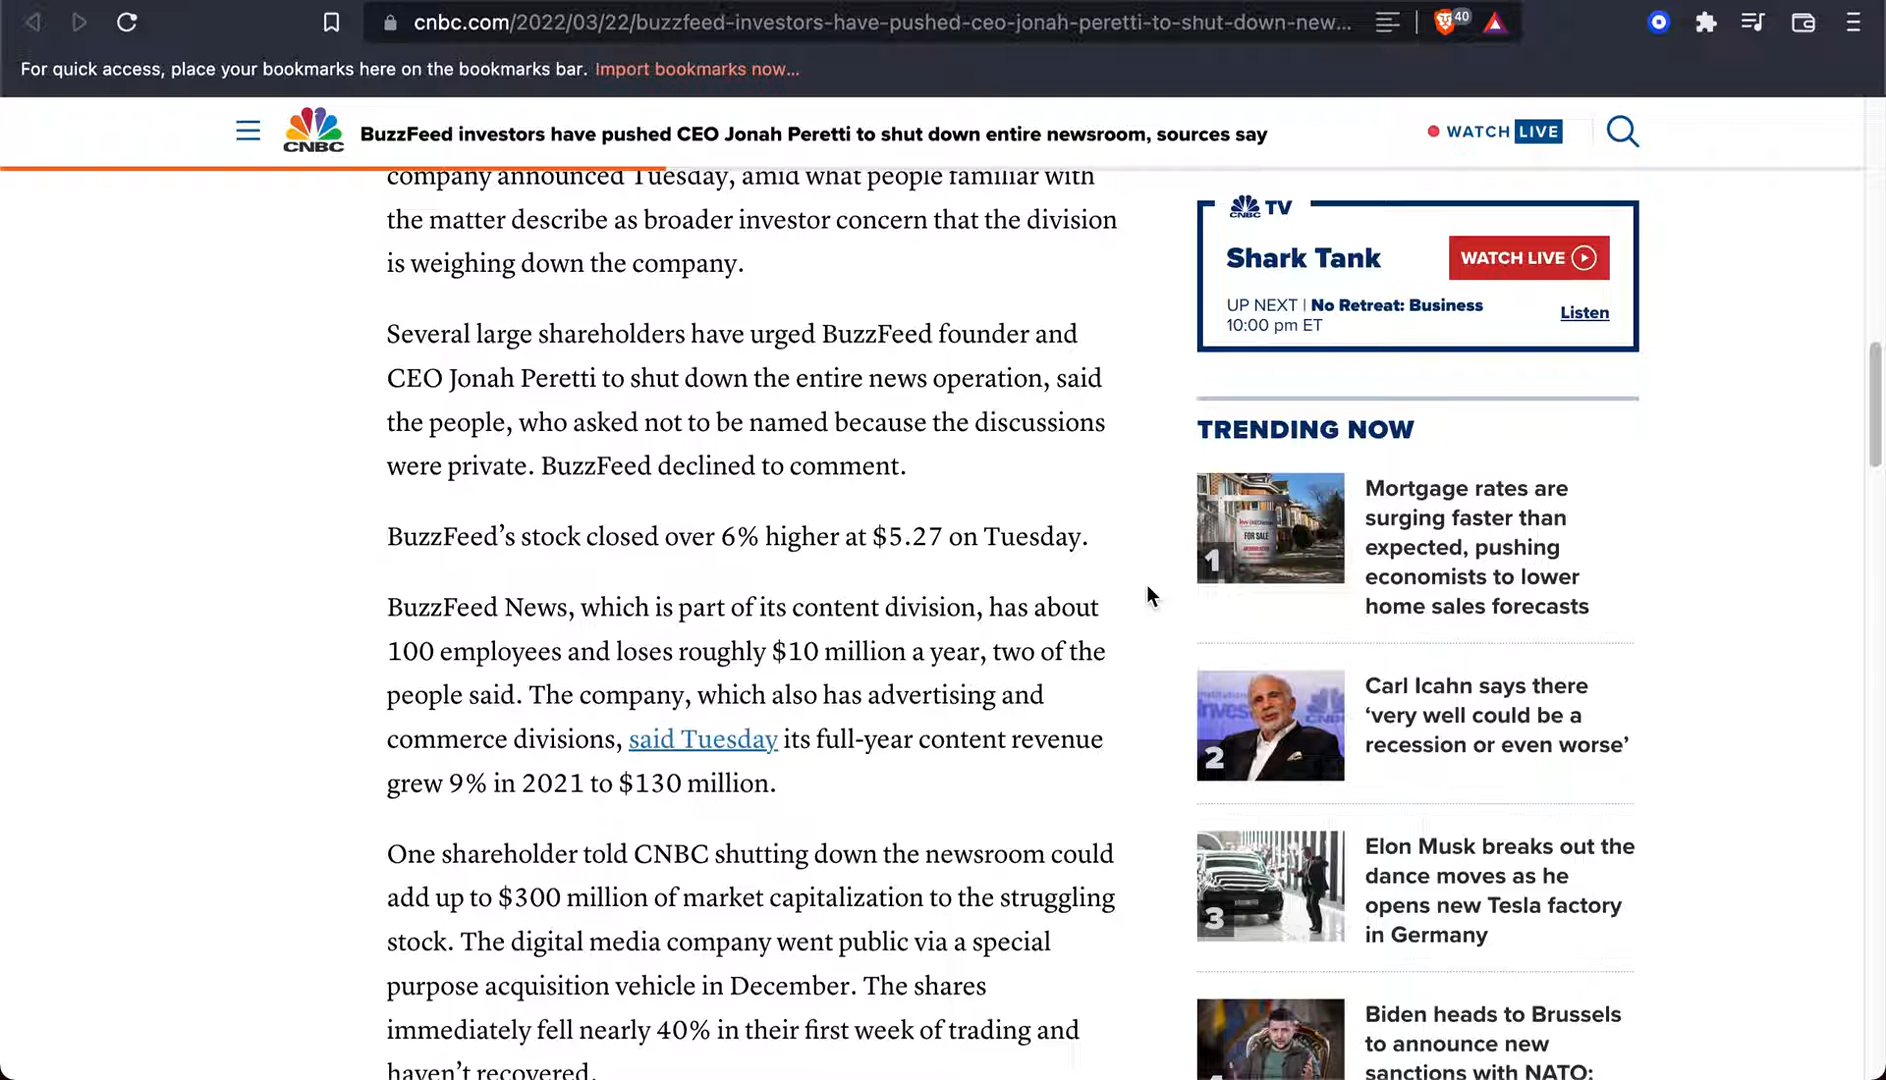 cnbc.com/2022/03/22/buzzfeed-investors-have-pushed-ceo-jonah-peretti-to-shut-down-new...
40
For quick access, place your bookmarks here on the bookmarks bar. Import bookmarks now...
CNBC
BuzzFeed investors have pushed CEO Jonah Peretti to shut down entire newsroom, sources say
WATCH LIVE
company announced Tuesday, amid what people familiar with
the matter describe as broader investor concern that the division
is weighing down the company.
Several large shareholders have urged BuzzFeed founder and
CEO Jonah Peretti to shut down the entire news operation, said
the people, who asked not to be named because the discussions
were private. BuzzFeed declined to comment.
BuzzFeed’s stock closed over 6% higher at $5.27 on Tuesday.
BuzzFeed News, which is part of its content division, has about
100 employees and loses roughly $10 million a year, two of the
people said. The company, which also has advertising and
commerce divisions, said Tuesday its full-year content revenue
grew 9% in 2021 to $130 million.
One shareholder told CNBC shutting down the newsroom could
add up to $300 million of market capitalization to the struggling
stock. The digital media company went public via a special
purpose acquisition vehicle in December. The shares
immediately fell nearly 40% in their first week of trading and
haven’t recovered.
CNBC TV
Shark Tank
WATCH LIVE
UP NEXT | No Retreat: Business
10:00 pm ET
Listen
TRENDING NOW
FOR SALE
1
Mortgage rates are
surging faster than
expected, pushing
economists to lower
home sales forecasts
2
Carl Icahn says there
‘very well could be a
recession or even worse’
3
Elon Musk breaks out the
dance moves as he
opens new Tesla factory
in Germany
Biden heads to Brussels
to announce new
sanctions with NATO: